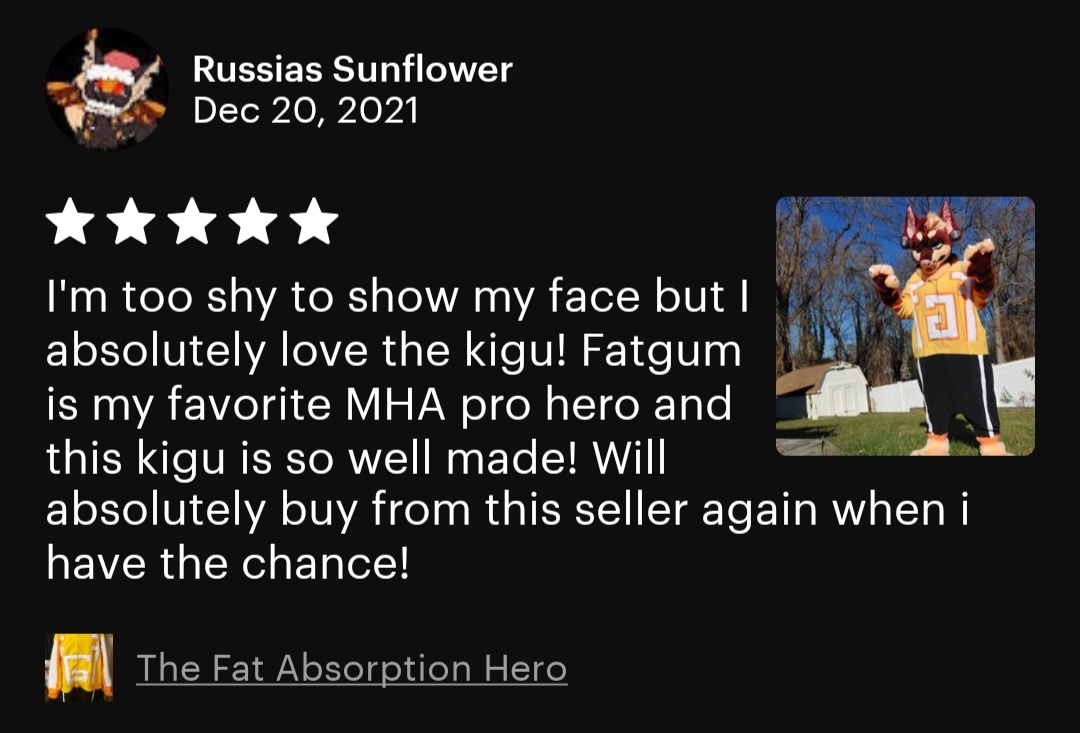 Russias Sunflower
Dec 20, 2021
I'm too shy to show my face but I
absolutely love the kigu! Fatgum
is my favorite MHA pro hero and
this kigu is so well made! Will
absolutely buy from this seller again when i
have the chance!
The Fat Absorption Hero